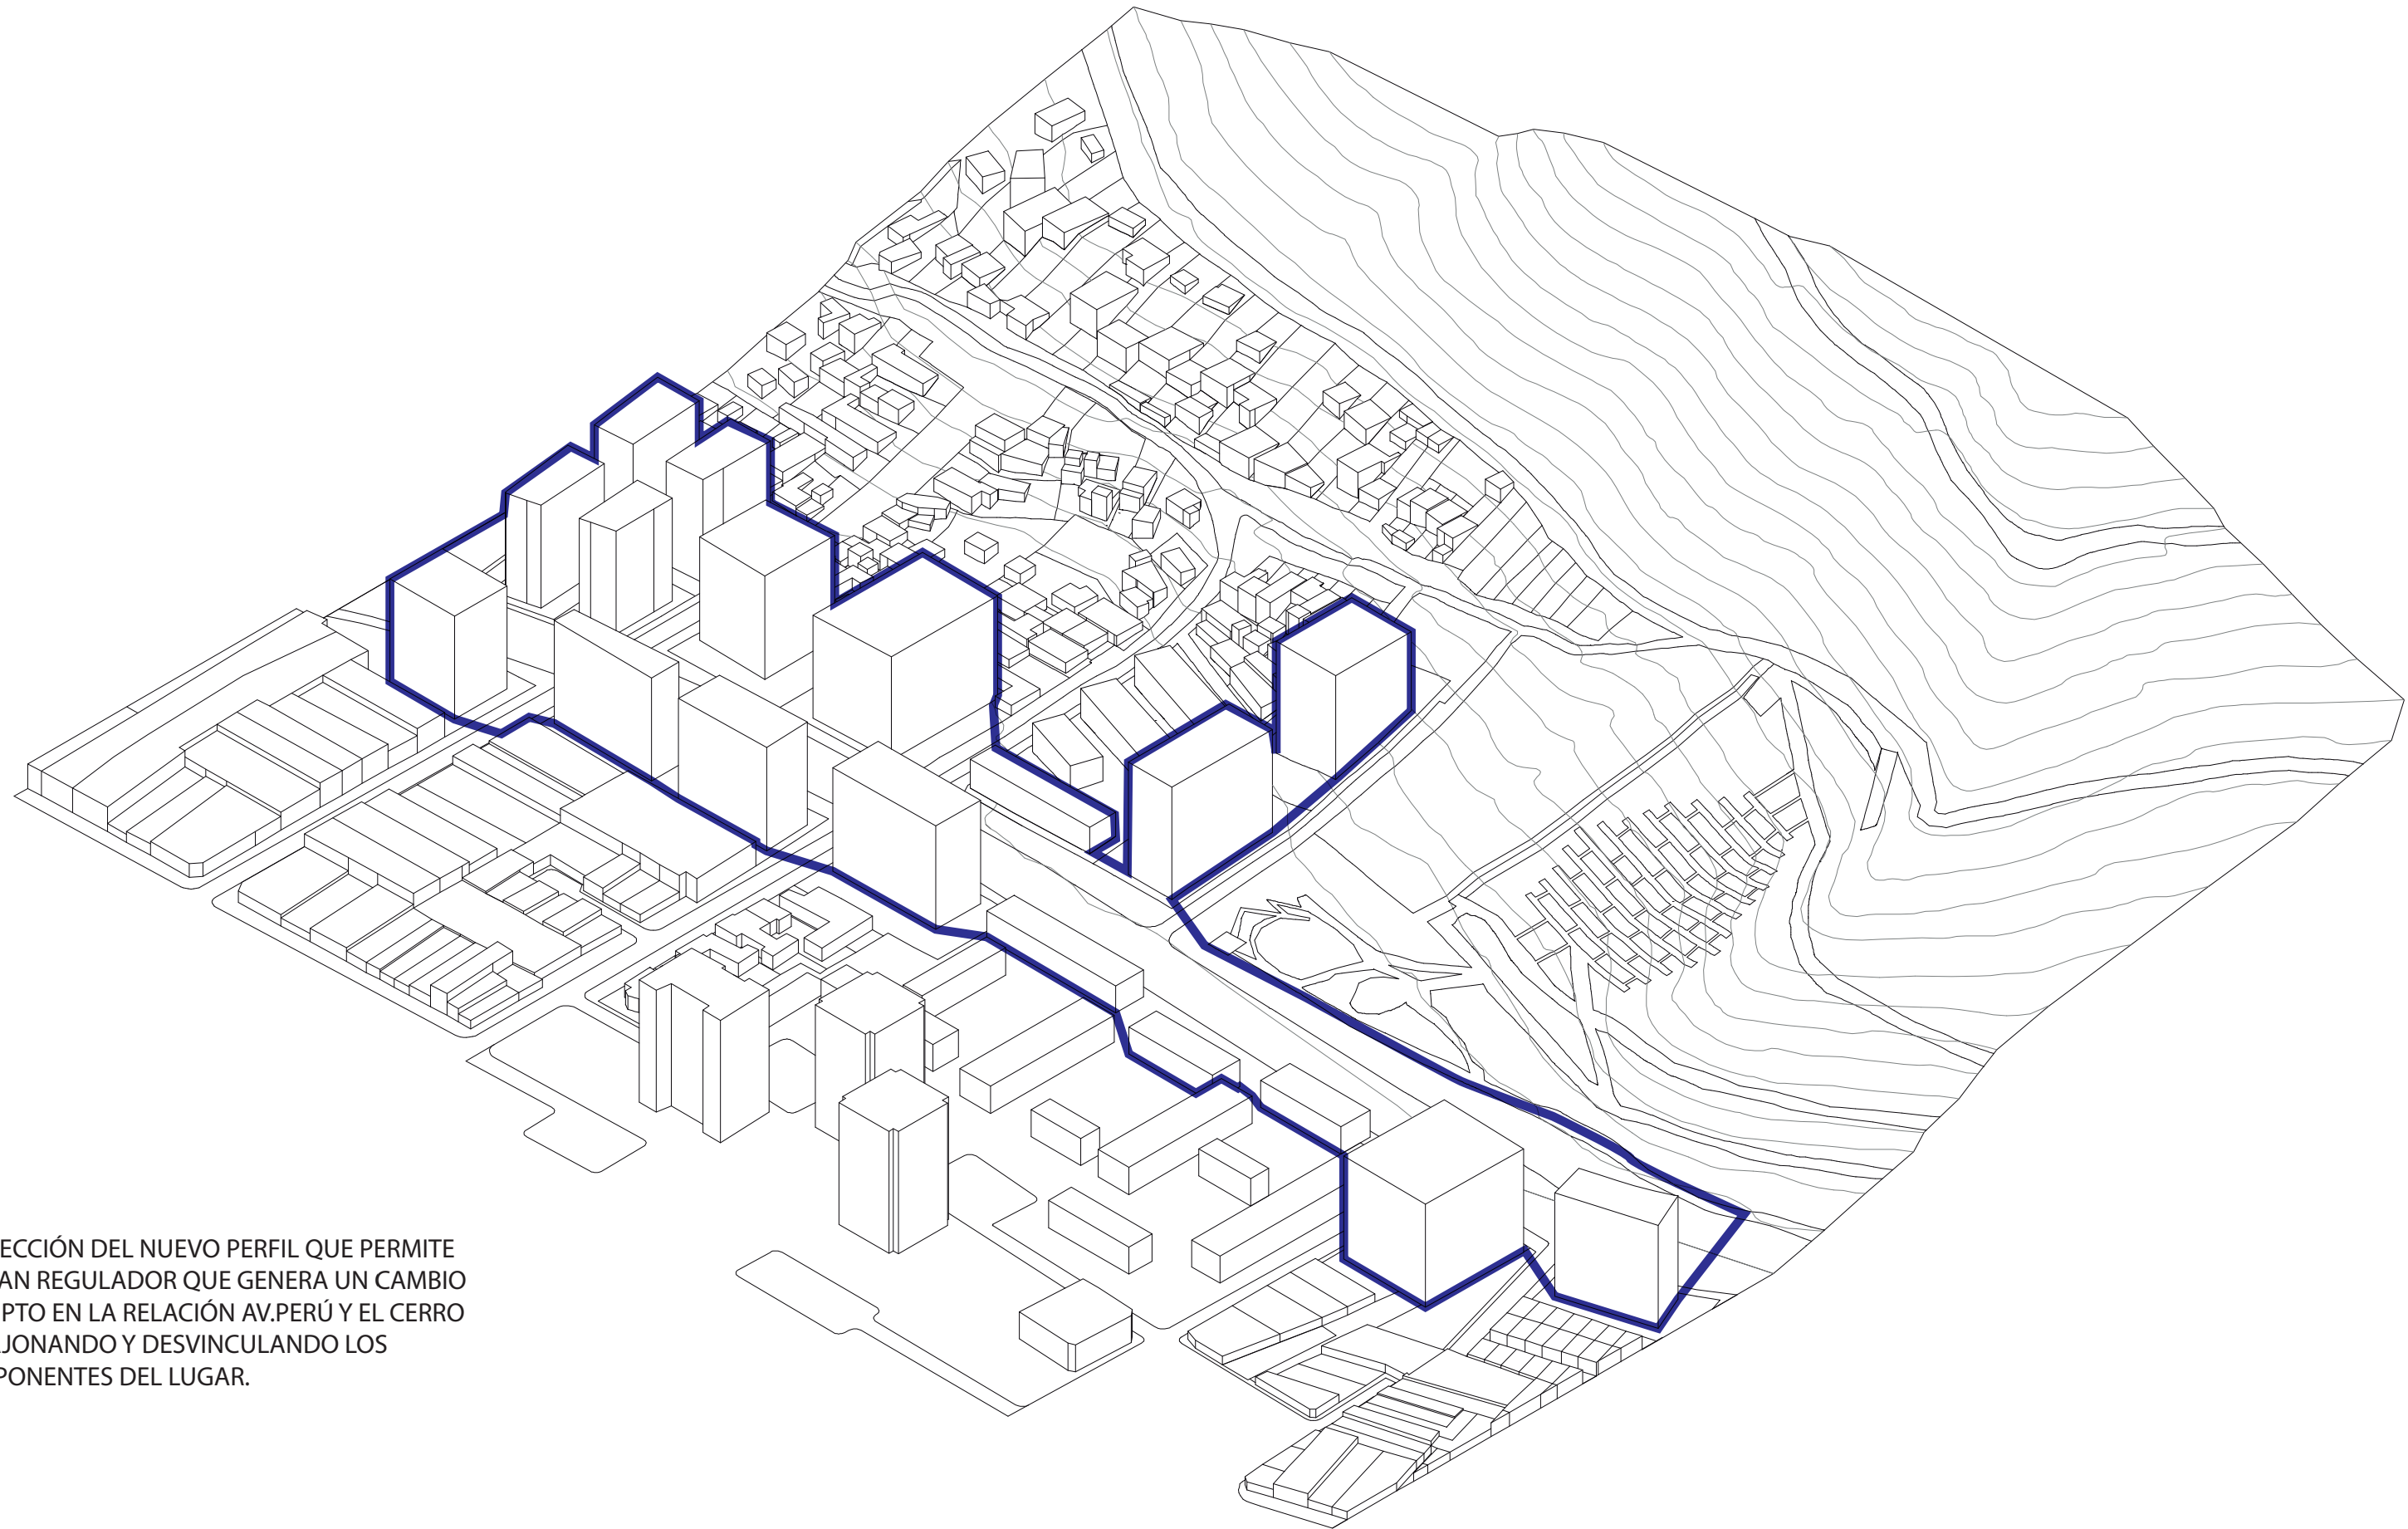 ECCIÓN DEL NUEVO PERFIL QUE PERMITE
AN REGULADOR QUE GENERA UN CAMBIO
PTO EN LA RELACIÓN AV.PERÚ Y EL CERRO
JONANDO Y DESVINCULANDO LOS
PONENTES DEL LUGAR.